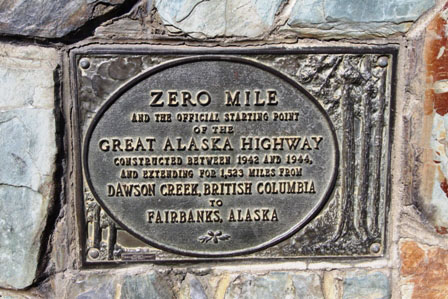 ZERO MILE
AND THE OFFICIAL STARTING POINT
OF THE
GREAT ALASKA HIGHWAY
CONSTRUCTED BETWEEN 1942 AND 1944,
AND EXTENDING FOR 1,523 MILES FROM
DAWSON CREEK, BRITISH COLUMBIA
TO
FAIRBANKS, ALASKA